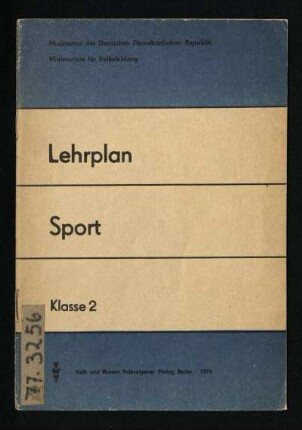 Ministerrat der Deutschen Demokratischen Republik
Ministerium für Volksbildung
Lehrplan
Sport
Klasse 2
77. 3256
Volk und Wissen Volkseigener Verlag Berlin